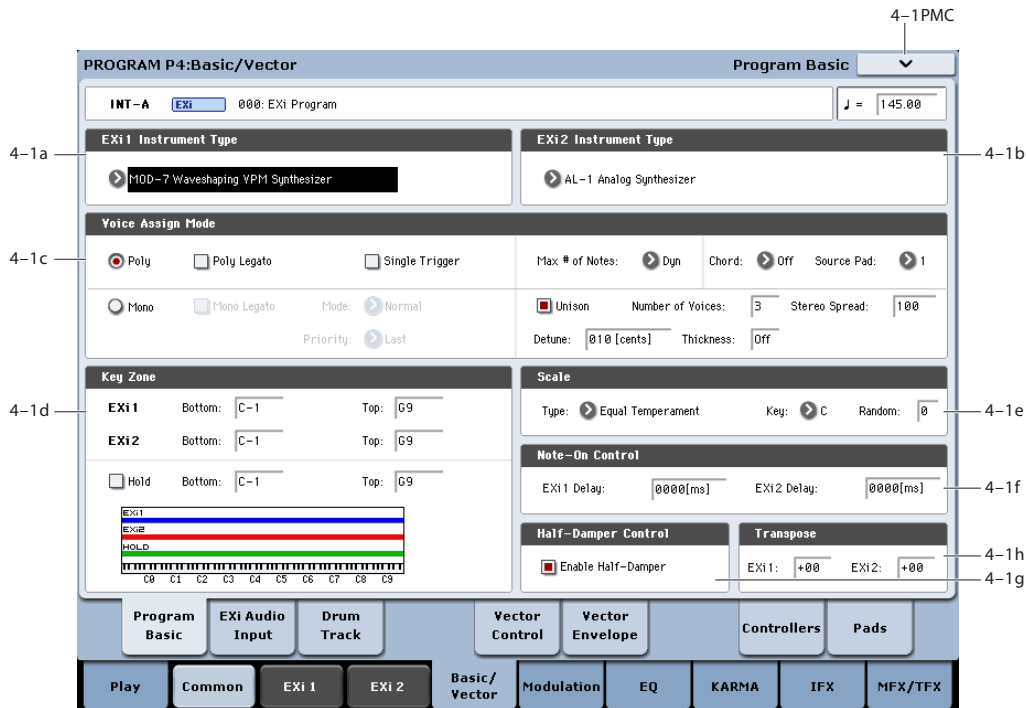 4-1PMC
PROGRAM P4:Basic/Vector Program Basic
INT-A EXi 000: EXi Program ♩ = 145.00
EXi1 Instrument Type EXi2 Instrument Type
4-1a 4-1b
MOD-7 Waveshaping VPM Synthesizer AL-1 Analog Synthesizer
Voice Assign Mode
4-1c Poly Poly Legato Single Trigger Max # of Notes: Dyn Chord: Off Source Pad: 1
Mono Mono Legato Mode: Normal Unison Number of Voices: 3 Stereo Spread: 100
Priority: Last Detune: 010 [cents] Thickness: Off
Key Zone Scale
4-1d EXi1 Bottom: C-1 Top: G9 Type: Equal Temperament Key: C Random: 0 4-1e
EXi2 Bottom: C-1 Top: G9
Note-On Control
Hold Bottom: C-1 Top: G9 EXi1 Delay: 0000[ms] EXi2 Delay: 0000[ms] 4-1f
EXi1
EXi2
HOLD
C0 C1 C2 C3 C4 C5 C6 C7 C8 C9
Half-Damper Control Transpose
4-1h
Enable Half-Damper EXi1: +00 EXi2: +00
4-1g
Program Basic EXi Audio Input Drum Track Vector Control Vector Envelope Controllers Pads
Play Common EXi 1 EXi 2 Basic/Vector Modulation EQ KARMA IFX MFX/TFX